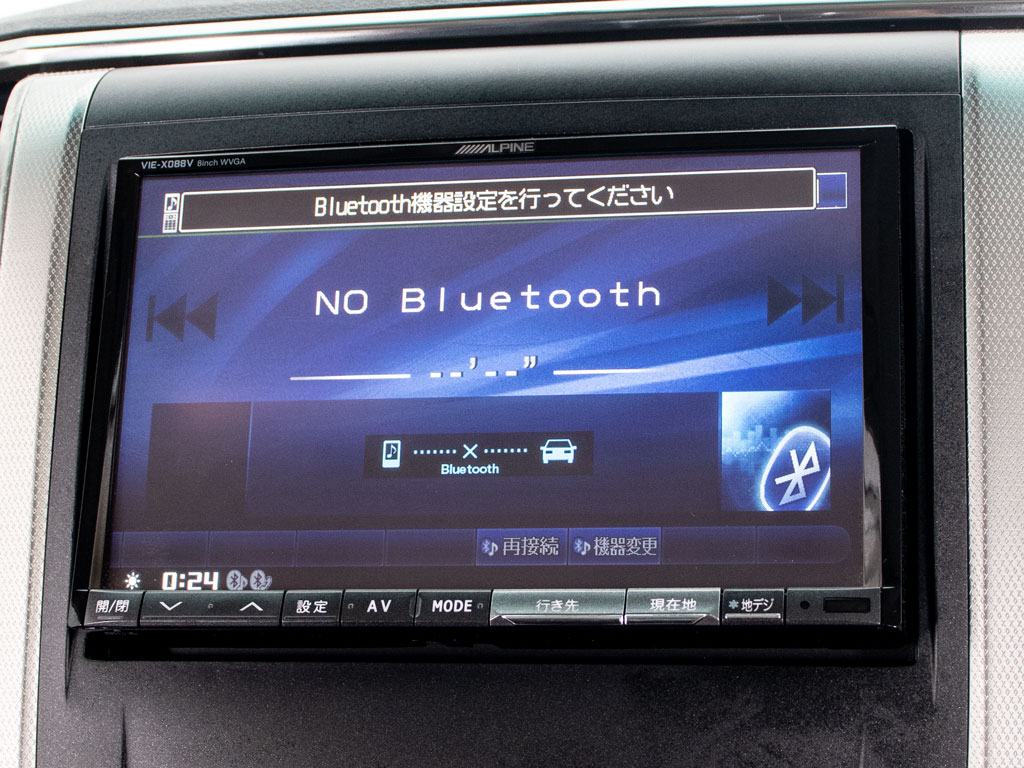 ALPINE
VIE-X088V 8inch WVGA
Bluetooth機器設定を行ってください
NO Bluetooth
--'--"
Bluetooth
再接続 機器変更
0:24
開/閉 設定 AV MODE 行き先 現在地 *地デジ